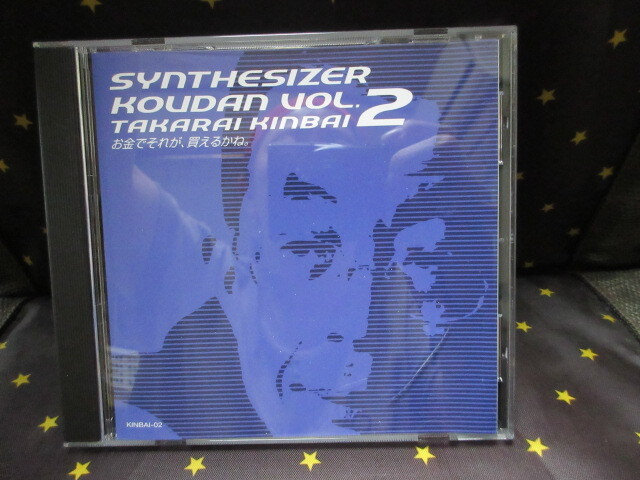 SYNTHESIZER
KOUDAN VOL. 2
TAKARAI KINBAI
お金でそれが、買えるかね。
KINBAI-02